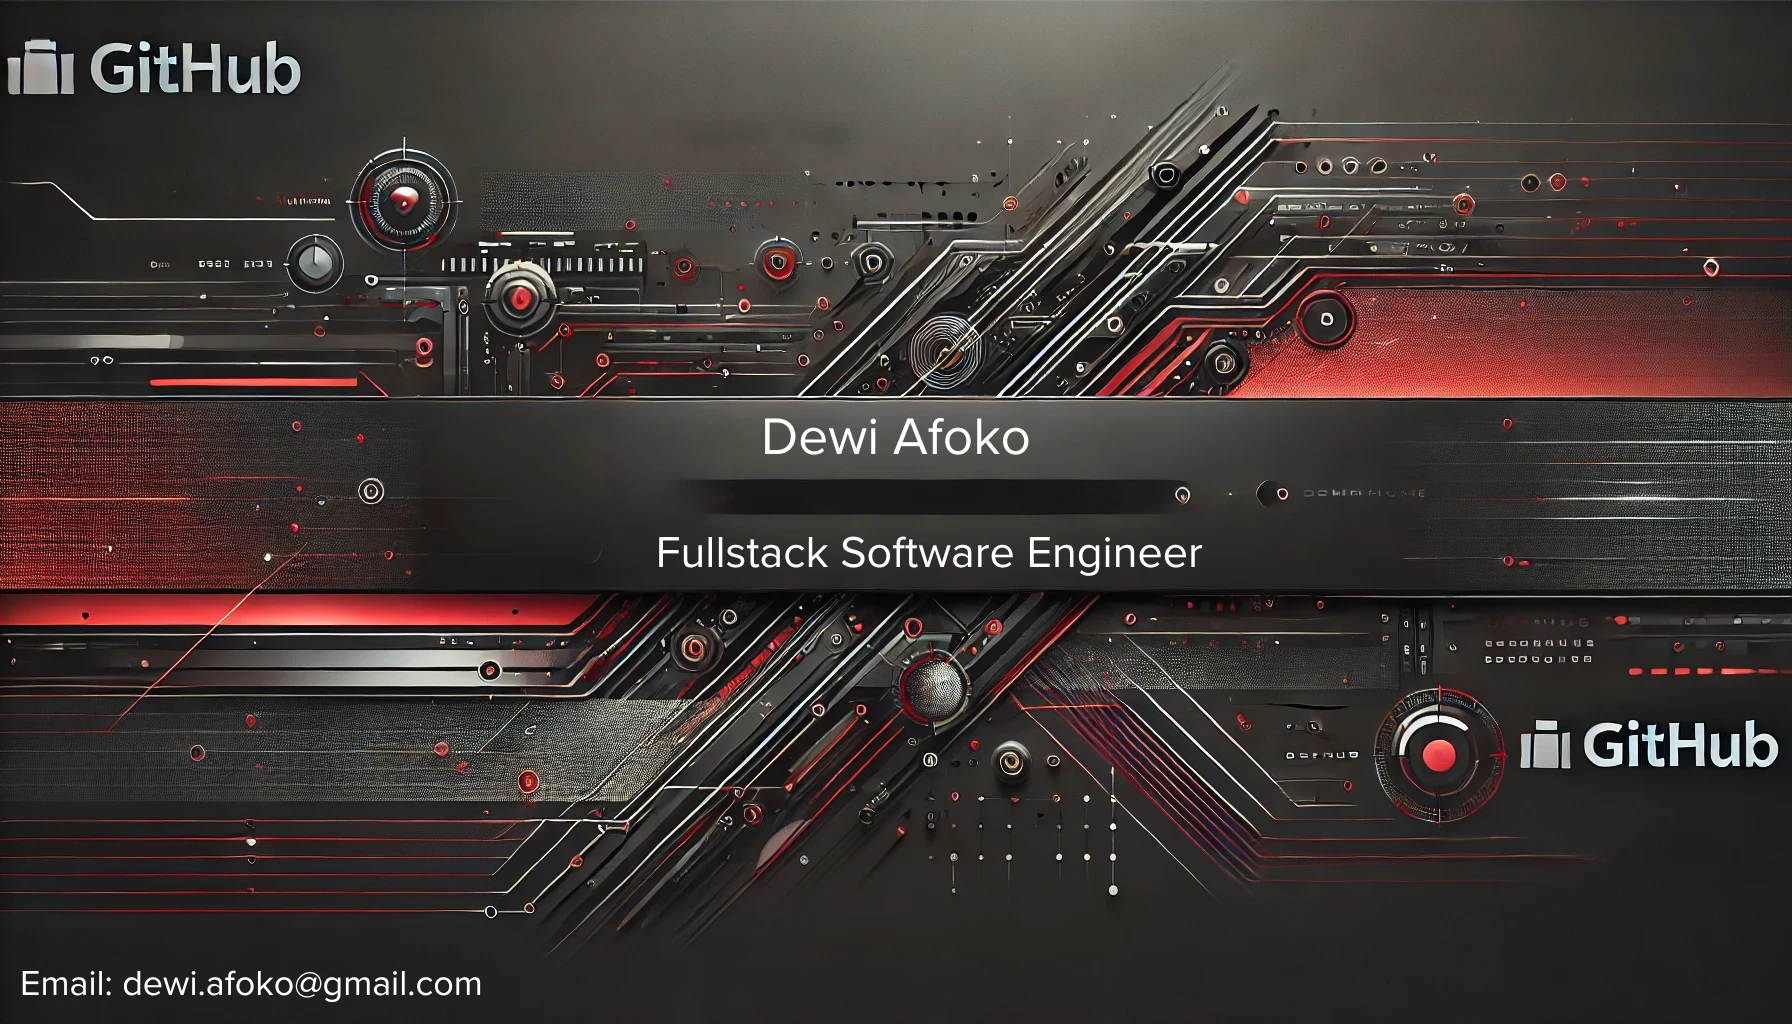 GitHub
Dewi Afoko
Fullstack Software Engineer
GitHub
Email: dewi.afoko@gmail.com